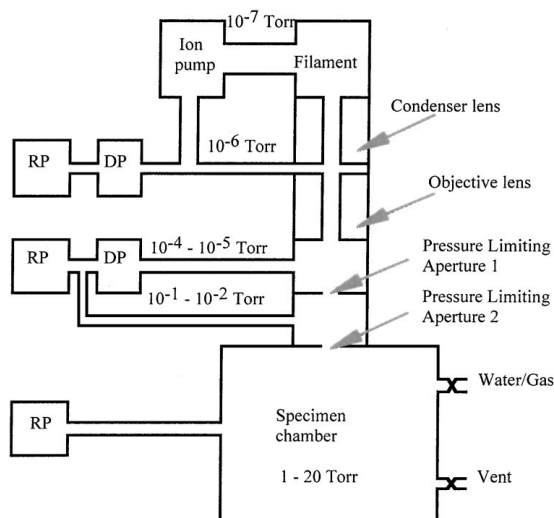 10⁻⁷ Torr
Ion
pump
Filament
Condenser lens
10⁻⁶ Torr
RP
DP
Objective lens
RP
DP
10⁻⁴ - 10⁻⁵ Torr
Pressure Limiting
Aperture 1
10⁻¹ - 10⁻² Torr
Pressure Limiting
Aperture 2
Water/Gas
RP
Specimen
chamber
1 - 20 Torr
Vent